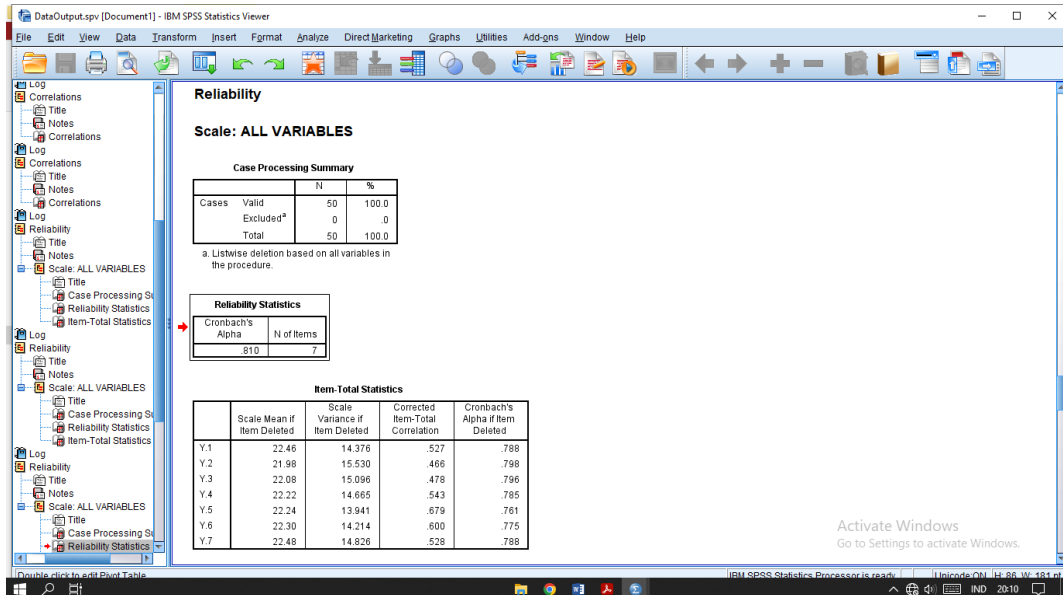 DataOutput.spv [Document1] - IBM SPSS Statistics Viewer
File Edit View Data Transform Insert Format Analyze Direct Marketing Graphs Utilities Add-ons Window Help
Log
Correlations
Title
Notes
Correlations
Log
Correlations
Title
Notes
Correlations
Log
Reliability
Title
Notes
Scale: ALL VARIABLES
Title
Case Processing Su
Reliability Statistics
Item-Total Statistics
Log
Reliability
Title
Notes
Scale: ALL VARIABLES
Title
Case Processing Su
Reliability Statistics
Item-Total Statistics
Log
Reliability
Title
Notes
Scale: ALL VARIABLES
Title
Case Processing Su
Reliability Statistics
Reliability
Scale: ALL VARIABLES
Case Processing Summary
N %
Cases Valid 50 100.0
Excludedᵃ 0 .0
Total 50 100.0
a. Listwise deletion based on all variables in
the procedure.
Reliability Statistics
Cronbach's
Alpha N of Items
.810 7
Item-Total Statistics
Scale Mean if Item Deleted Scale Variance if Item Deleted Corrected Item-Total Correlation Cronbach's Alpha if Item Deleted
Y.1 22.46 14.376 .527 .788
Y.2 21.98 15.530 .466 .798
Y.3 22.08 15.096 .478 .796
Y.4 22.22 14.665 .543 .785
Y.5 22.24 13.941 .679 .761
Y.6 22.30 14.214 .600 .775
Y.7 22.48 14.826 .528 .788
Activate Windows
Go to Settings to activate Windows.
Double click to edit Pivot Table
IBM SPSS Statistics Processor is ready Unicode:ON H: 86, W: 181 pt
IND 20:10